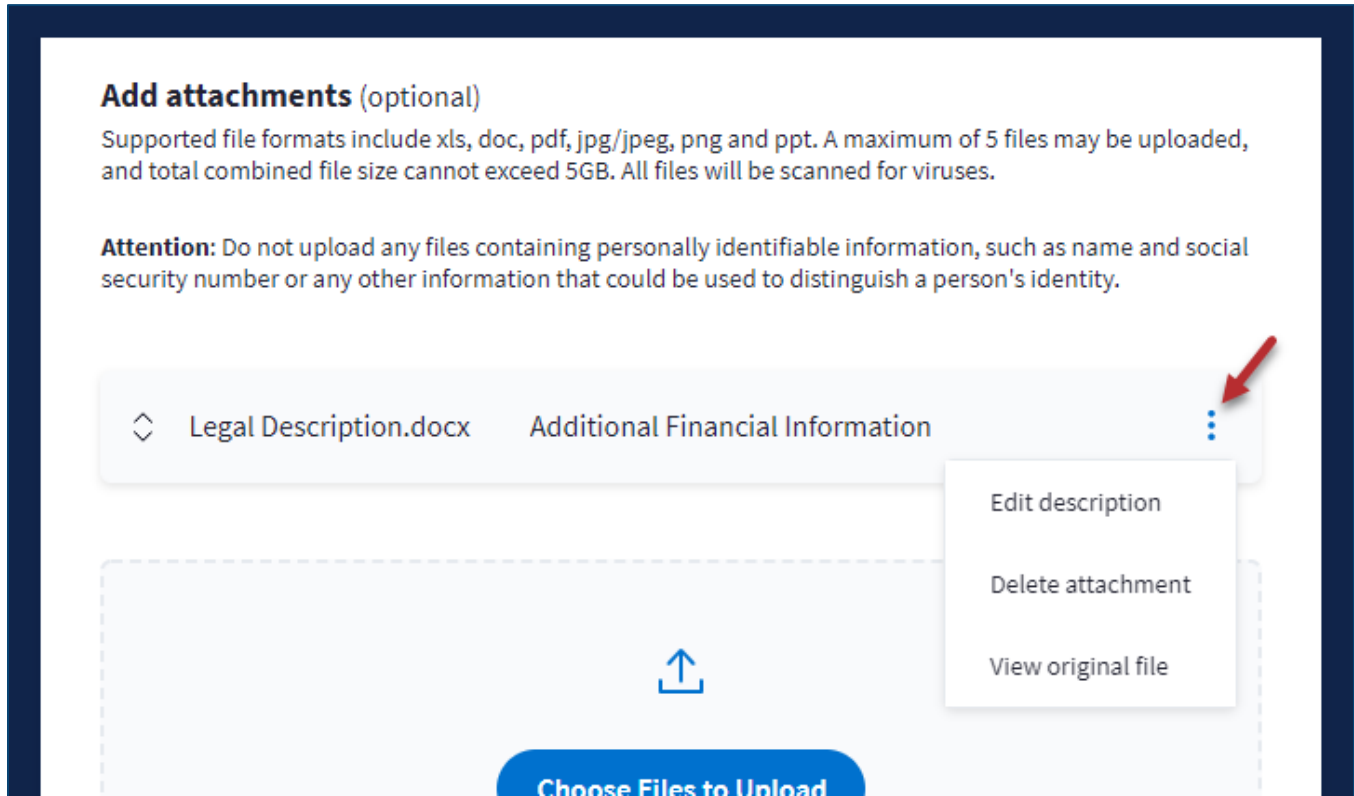 Add attachments (optional)
Supported file formats include xls, doc, pdf, jpg/jpeg, png and ppt. A maximum of 5 files may be uploaded,
and total combined file size cannot exceed 5GB. All files will be scanned for viruses.
Attention: Do not upload any files containing personally identifiable information, such as name and social
security number or any other information that could be used to distinguish a person's identity.
Legal Description.docx Additional Financial Information
Edit description
Delete attachment
View original file
Choose Files to Upload